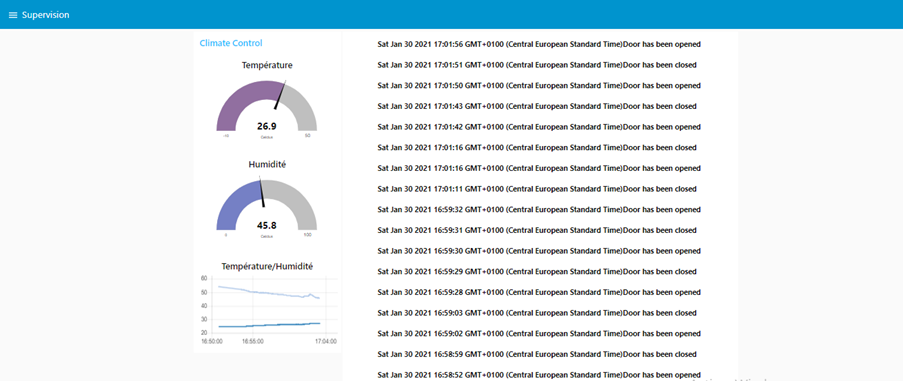 Supervision
Climate Control
Température
26.9
-10
Celsius
50
Humidité
45.8
0
Celsius
100
Température/Humidité
60
50
40
30
20
16:50:00
16:55:00
17:04:00
Sat Jan 30 2021 17:01:56 GMT+0100 (Central European Standard Time)Door has been opened
Sat Jan 30 2021 17:01:51 GMT+0100 (Central European Standard Time)Door has been closed
Sat Jan 30 2021 17:01:50 GMT+0100 (Central European Standard Time)Door has been opened
Sat Jan 30 2021 17:01:43 GMT+0100 (Central European Standard Time)Door has been closed
Sat Jan 30 2021 17:01:42 GMT+0100 (Central European Standard Time)Door has been opened
Sat Jan 30 2021 17:01:16 GMT+0100 (Central European Standard Time)Door has been closed
Sat Jan 30 2021 17:01:16 GMT+0100 (Central European Standard Time)Door has been opened
Sat Jan 30 2021 17:01:11 GMT+0100 (Central European Standard Time)Door has been closed
Sat Jan 30 2021 16:59:32 GMT+0100 (Central European Standard Time)Door has been opened
Sat Jan 30 2021 16:59:31 GMT+0100 (Central European Standard Time)Door has been closed
Sat Jan 30 2021 16:59:30 GMT+0100 (Central European Standard Time)Door has been opened
Sat Jan 30 2021 16:59:29 GMT+0100 (Central European Standard Time)Door has been closed
Sat Jan 30 2021 16:59:28 GMT+0100 (Central European Standard Time)Door has been opened
Sat Jan 30 2021 16:59:03 GMT+0100 (Central European Standard Time)Door has been closed
Sat Jan 30 2021 16:59:02 GMT+0100 (Central European Standard Time)Door has been opened
Sat Jan 30 2021 16:58:59 GMT+0100 (Central European Standard Time)Door has been closed
Sat Jan 30 2021 16:58:52 GMT+0100 (Central European Standard Time)Door has been opened